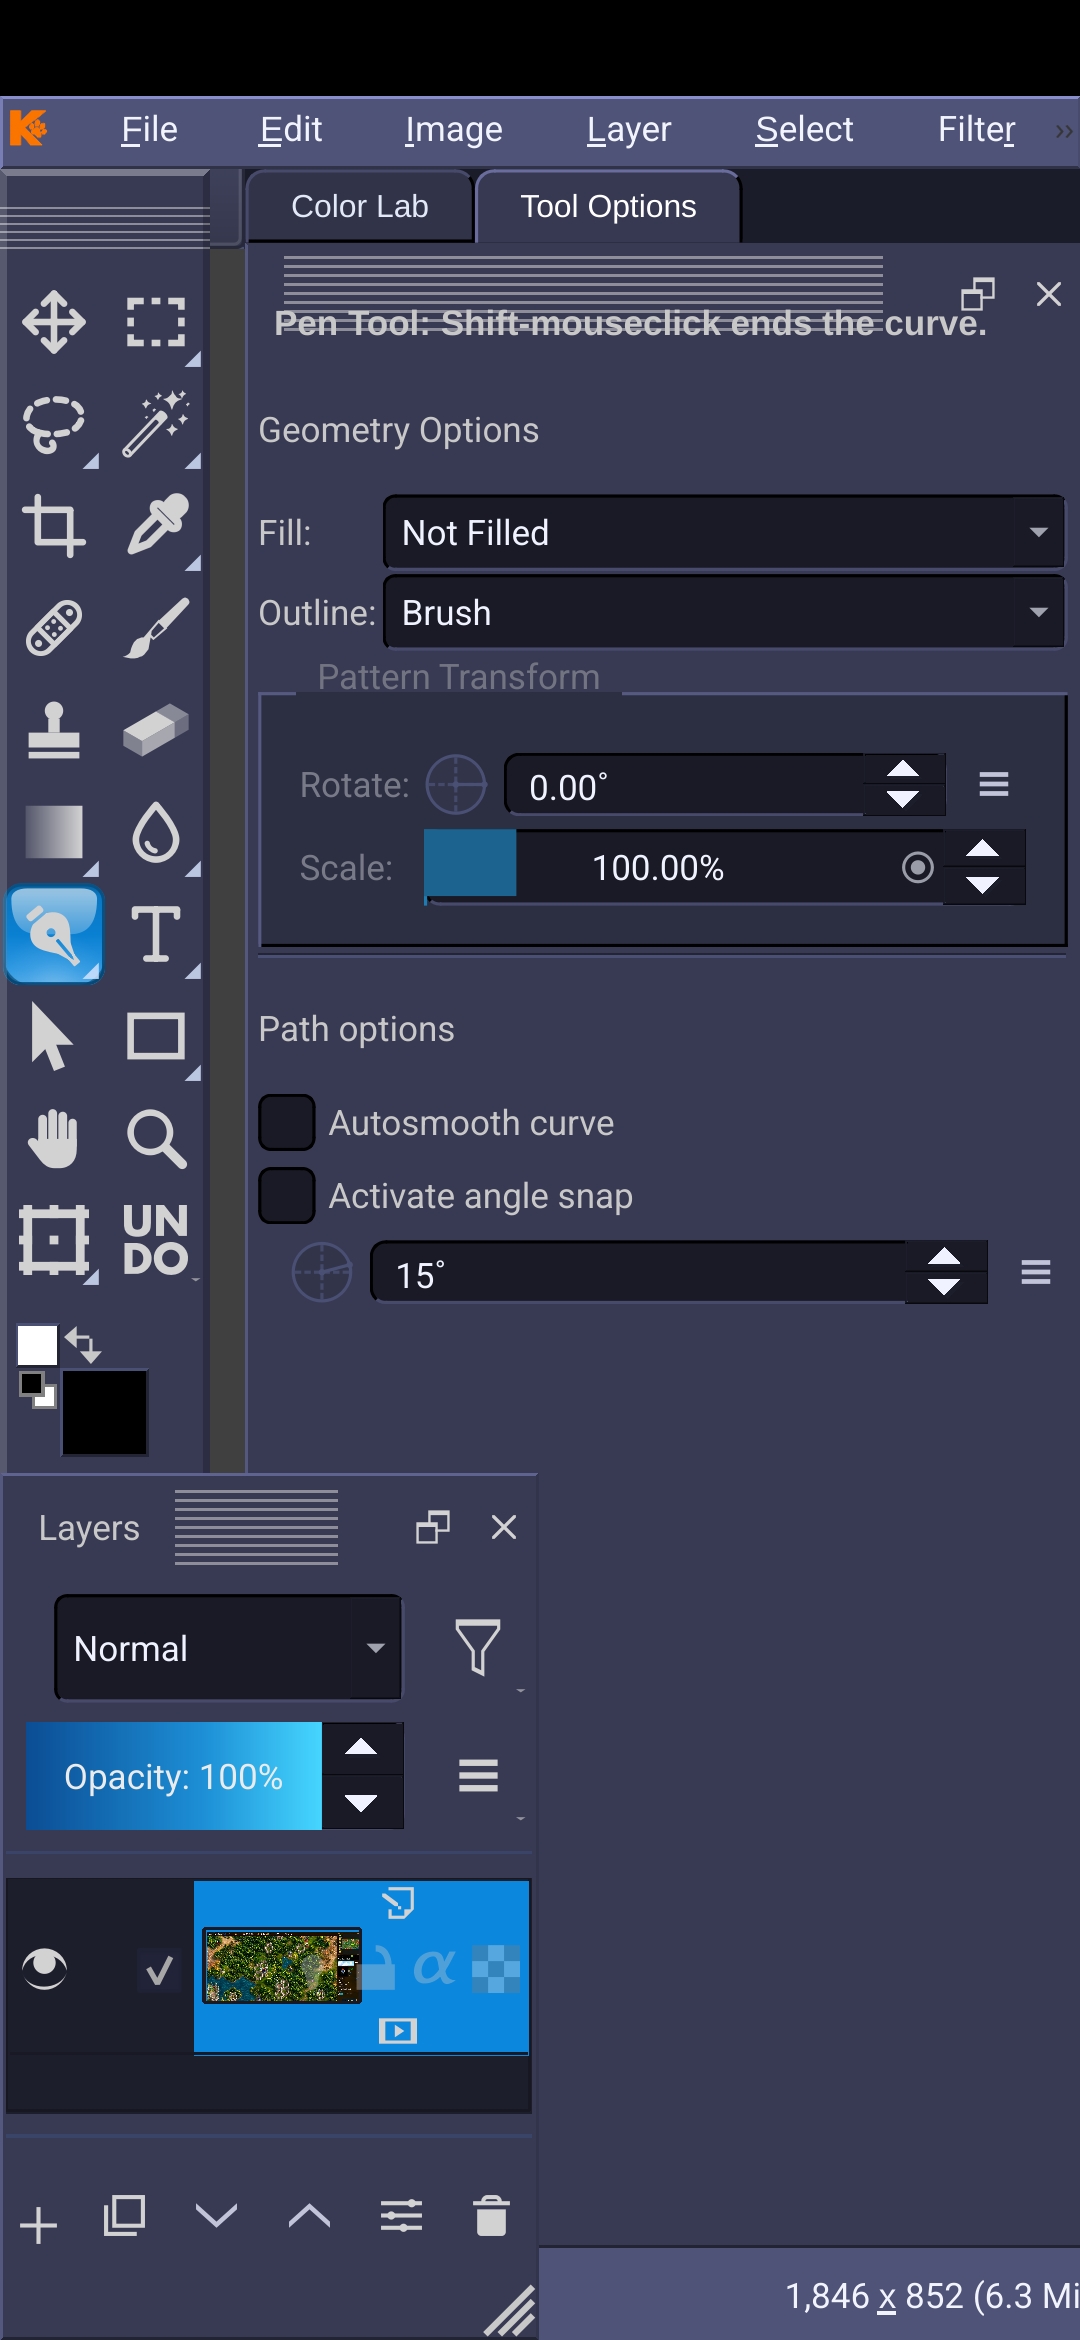 File Edit Image Layer Select Filter »
Color Lab Tool Options
Pen Tool: Shift-mouseclick ends the curve.
Geometry Options
Fill: Not Filled
Outline: Brush
Pattern Transform
Rotate: 0.00°
Scale: 100.00%
T
Path options
Autosmooth curve
Activate angle snap
UN
DO
15°
Layers
Normal
Opacity: 100%
α
1,846 x 852 (6.3 Mi